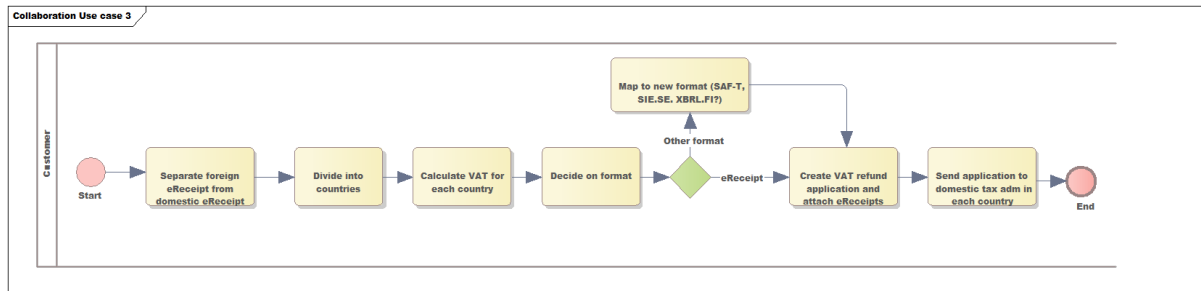 Collaboration Use case 3
Customer
Start
Separate foreign
eReceipt from
domestic eReceipt
Divide into
countries
Calculate VAT for
each country
Decide on format
Map to new format (SAF-T,
SIE.SE. XBRL.FI?)
Other format
eReceipt
Create VAT refund
application and
attach eReceipts
Send application to
domestic tax adm in
each country
End